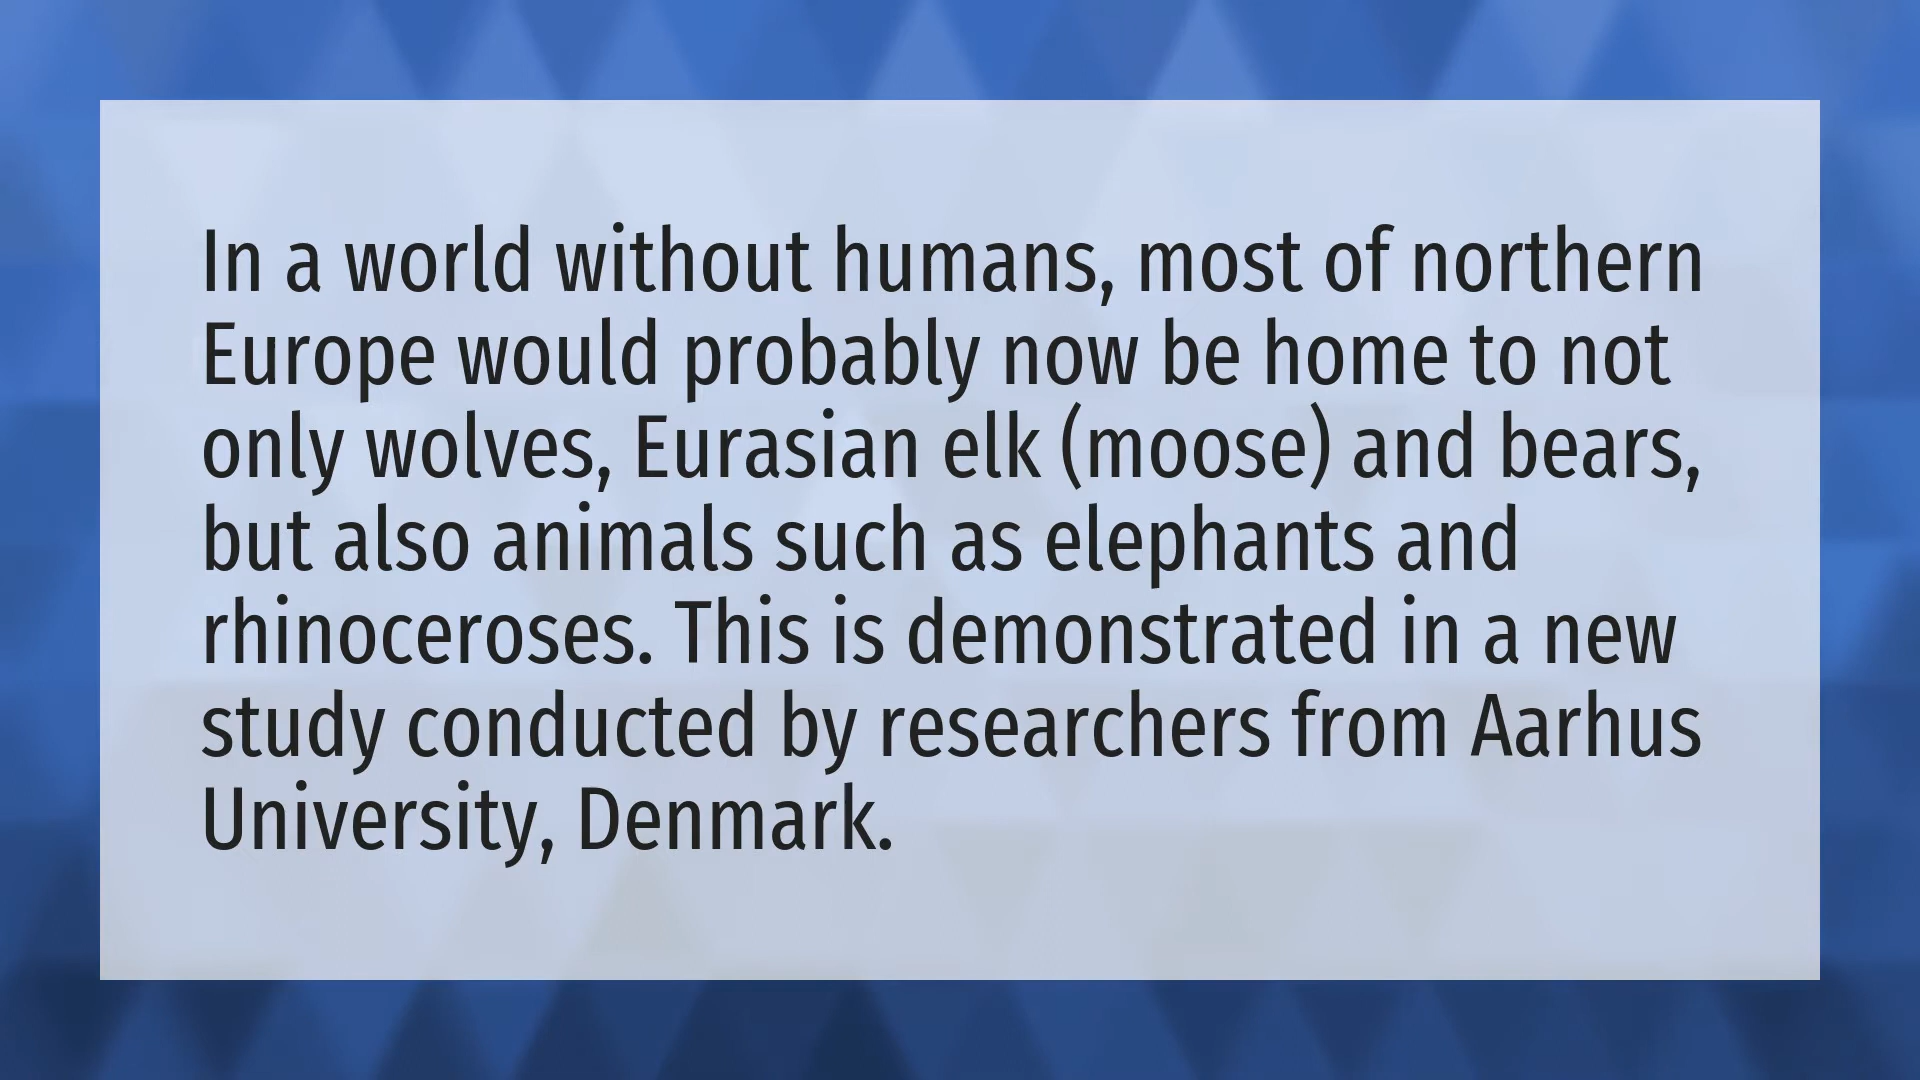 In a world without humans, most of northern
Europe would probably now be home to not
only wolves, Eurasian elk (moose) and bears,
but also animals such as elephants and
rhinoceroses. This is demonstrated in a new
study conducted by researchers from Aarhus
University, Denmark.